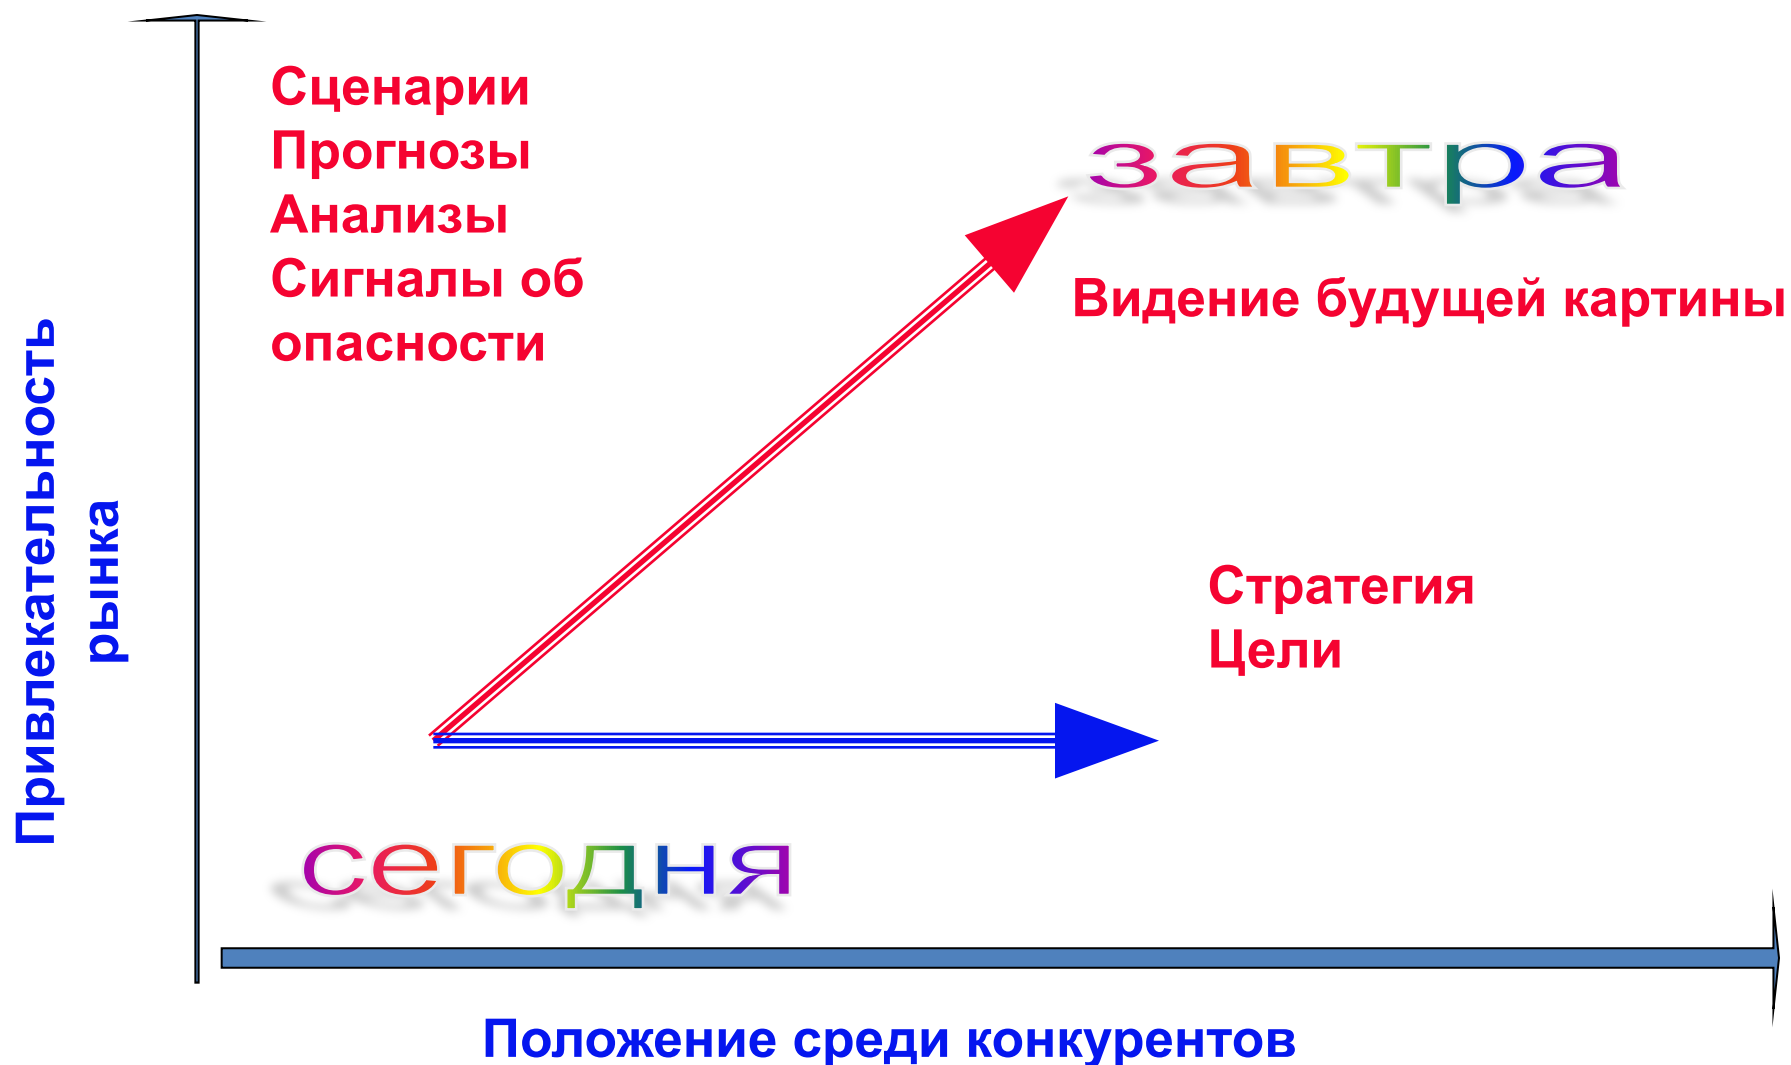 Сценарии
Прогнозы
Анализы
Сигналы об
опасности
завтра
Видение будущей картины
Привлекательность
рынка
Стратегия
Цели
сегодня
Положение среди конкурентов